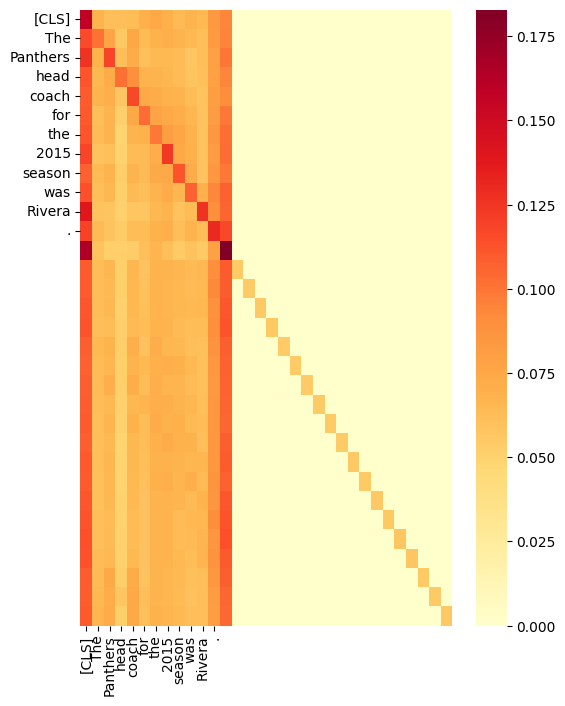 [CLS]
The
Panthers
head
coach
for
the
2015
season
was
Rivera
.
0.175
0.150
0.125
0.100
0.075
0.050
0.025
0.000
[CLS]
The
Panthers
head
coach
for
the
2015
season
was
Rivera
.